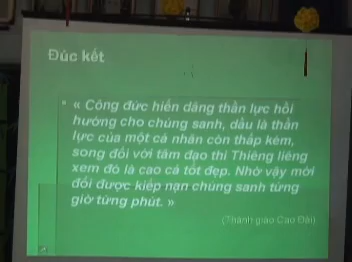 Đúc kết
« Công đức hiến dâng thần lực hồi
hướng cho chúng sanh, dẫu là thần
lực của một cá nhân còn thấp kém,
song đối với tâm đạo thì Thiêng liêng
xem đó là cao cả tốt đẹp. Nhờ vậy mới
đổi được kiếp nạn chúng sanh từng
giờ từng phút. »
(Thánh giáo Cao Đài)